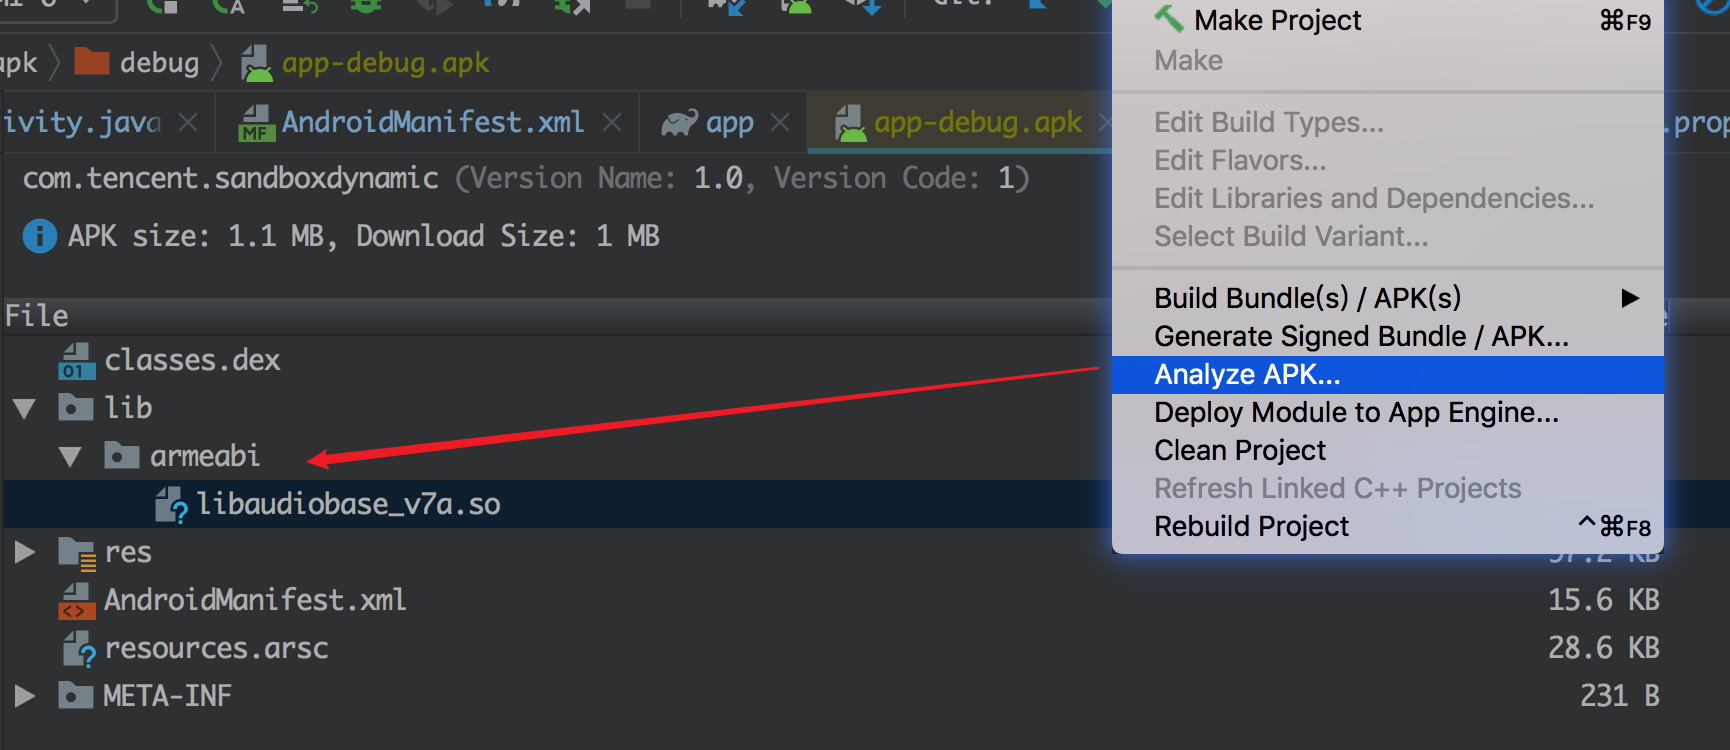 debug
app-debug.apk
AndroidManifest.xml
app
app-debug.apk
com.tencent.sandboxdynamic (Version Name: 1.0, Version Code: 1)
APK size: 1.1 MB, Download Size: 1 MB
File
classes.dex
lib
armeabi
libaudiobase_v7a.so
res
AndroidManifest.xml 15.6 KB
resources.arsc 28.6 KB
META-INF 231 B
Make Project ⌘F9
Make
Edit Build Types...
Edit Flavors...
Edit Libraries and Dependencies...
Select Build Variant...
Build Bundle(s) / APK(s)
Generate Signed Bundle / APK...
Analyze APK...
Deploy Module to App Engine...
Clean Project
Refresh Linked C++ Projects
Rebuild Project ^⌘F8